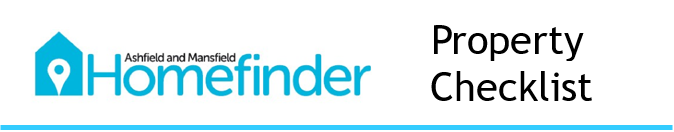 Ashfield and Mansfield
Homefinder
Property
Checklist